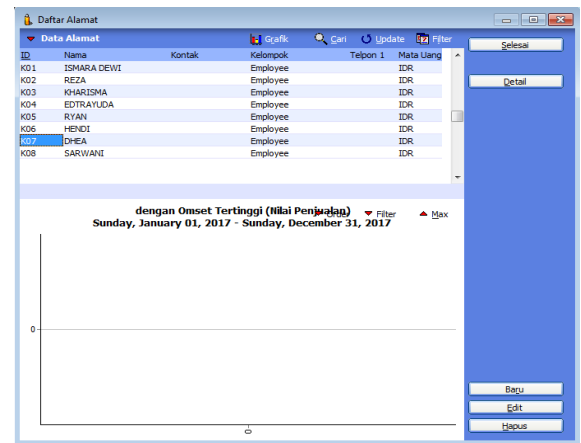 Daftar Alamat
Data Alamat Grafik Cari Update Filter
ID Nama Kontak Kelompok Telpon 1 Mata Uang
K01 ISMARA DEWI Employee IDR
K02 REZA Employee IDR
K03 KHARISMA Employee IDR
K04 EDTRAYUDA Employee IDR
K05 RYAN Employee IDR
K06 HENDI Employee IDR
K07 DHEA Employee IDR
K08 SARWANI Employee IDR
Selesai
Detail
dengan Omset Tertinggi (Nilai Penjualan)
Order Filter Max
Sunday, January 01, 2017 - Sunday, December 31, 2017
0
0
Baru
Edit
Hapus